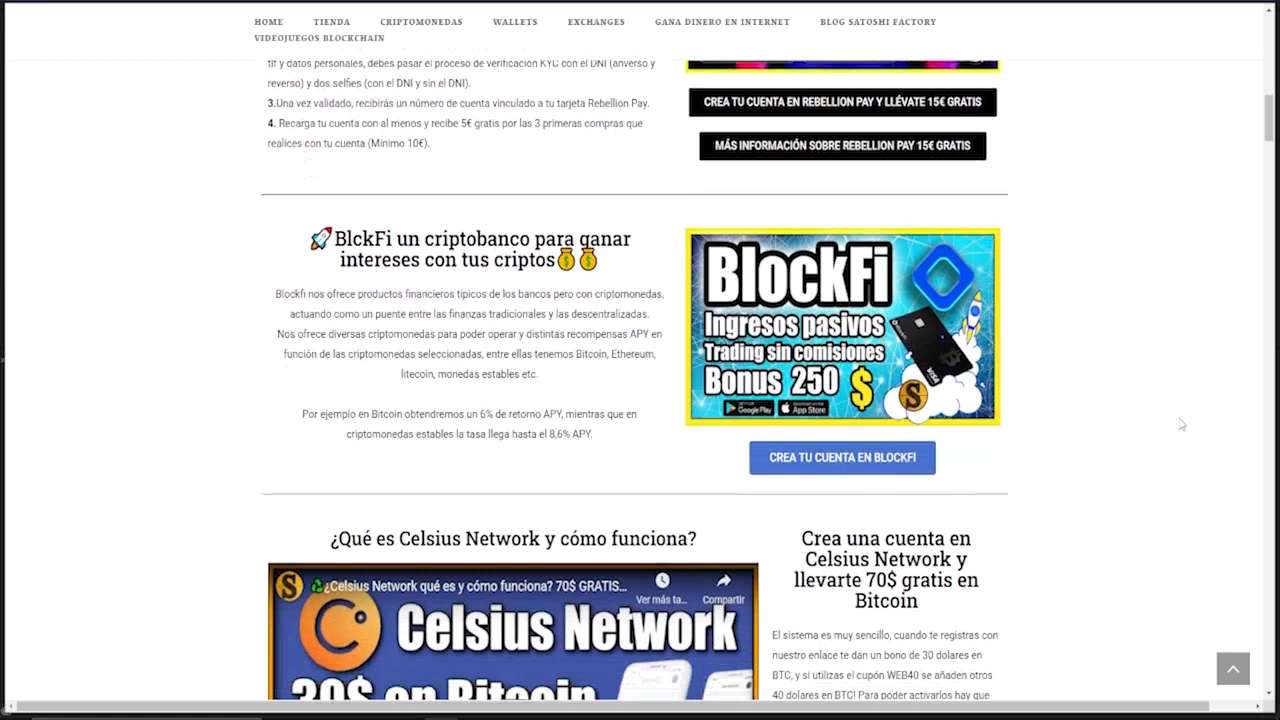 HOME TIENDA CRIPTOMONEDAS WALLETS EXCHANGES GANA DINERO EN INTERNET BLOG SATOSHI FACTORY
VIDEOJUEGOS BLOCKCHAIN
tif y datos personales, debes pasar el proceso de verificación KYC con el DNI (anverso y
reverso) y dos selfies (con el DNI y sin el DNI).
3.Una vez validado, recibirás un número de cuenta vinculado a tu tarjeta Rebellion Pay.
4. Recarga tu cuenta con al menos y recibe 5€ gratis por las 3 primeras compras que
realices con tu cuenta (Mínimo 10€).
CREA TU CUENTA EN REBELLION PAY Y LLÉVATE 15€ GRATIS
MÁS INFORMACIÓN SOBRE REBELLION PAY 15€ GRATIS
🚀BlckFi un criptobanco para ganar
intereses con tus criptos💰💰
Blockfi nos ofrece productos financieros típicos de los bancos pero con criptomonedas,
actuando como un puente entre las finanzas tradicionales y las descentralizadas.
Nos ofrece diversas criptomonedas para poder operar y distintas recompensas APY en
función de las criptomonedas seleccionadas, entre ellas tenemos Bitcoin, Ethereum,
litecoin, monedas estables etc.
Por ejemplo en Bitcoin obtendremos un 6% de retorno APY, mientras que en
criptomonedas estables la tasa llega hasta el 8,6% APY.
BlockFi
Ingresos pasivos
Trading sin comisiones
Bonus 250 $
Google Play App Store
VISA
S
CREA TU CUENTA EN BLOCKFI
¿Qué es Celsius Network y cómo funciona?
S ♻¿Celsius Network qué es y cómo funciona? 70$ GRATIS...
Ver más ta... Compartir
Celsius Network
30$ en Bitcoin
Crea una cuenta en
Celsius Network y
llevarte 70$ gratis en
Bitcoin
El sistema es muy sencillo, cuando te registras con
nuestro enlace te dan un bono de 30 dolares en
BTC, y si utilizas el cupón WEB40 se añaden otros
40 dolares en BTC! Para poder activarlos hay que